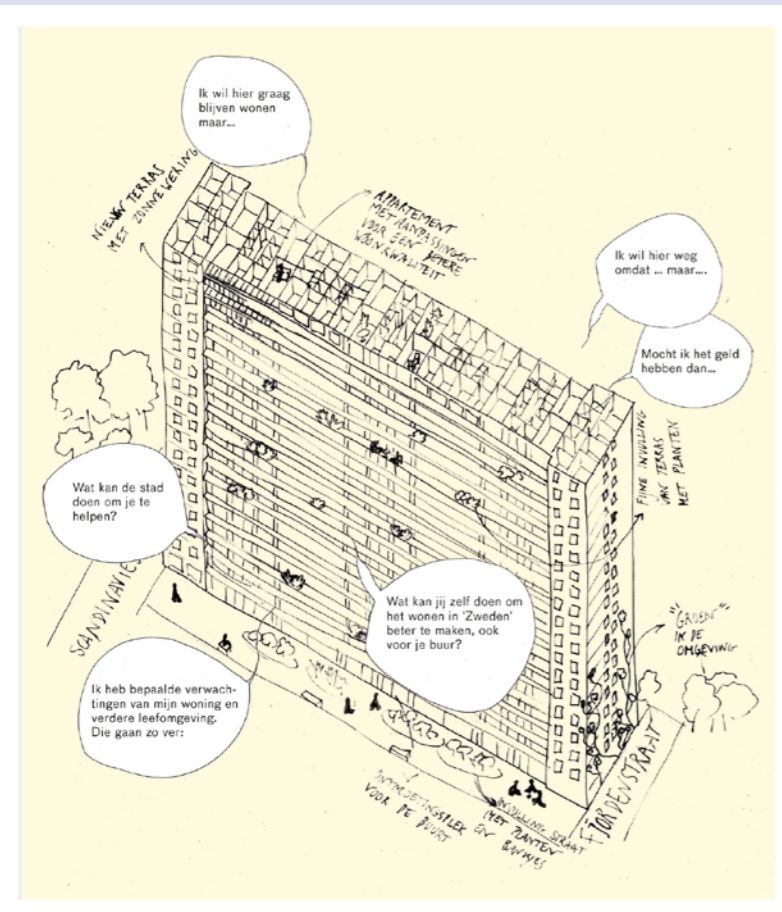 Ik wil hier graag
blijven wonen
maar...
NIEUW TERRAS
MET ZONNEWERING
APPARTEMENT
MET AANPASSINGEN
VOOR EEN BETERE
WOONKWALITEIT
Ik wil hier weg
omdat ... maar....
Mocht ik het geld
hebben dan...
FIJNE INVULLING
VAN TERRAS
MET PLANTEN
Wat kan de stad
doen om je te
helpen?
Wat kan jij zelf doen om
het wonen in 'Zweden'
beter te maken, ook
voor je buur?
"GROEN"
IN DE
OMGEVING
Ik heb bepaalde verwach-
tingen van mijn woning en
verdere leefomgeving.
Die gaan zo ver:
ONTMOETINGSPLEK
VOOR DE BUURT
INVULLING STRAAT
MET PLANTEN
EN BANKJES
FJORDENSTRAAT